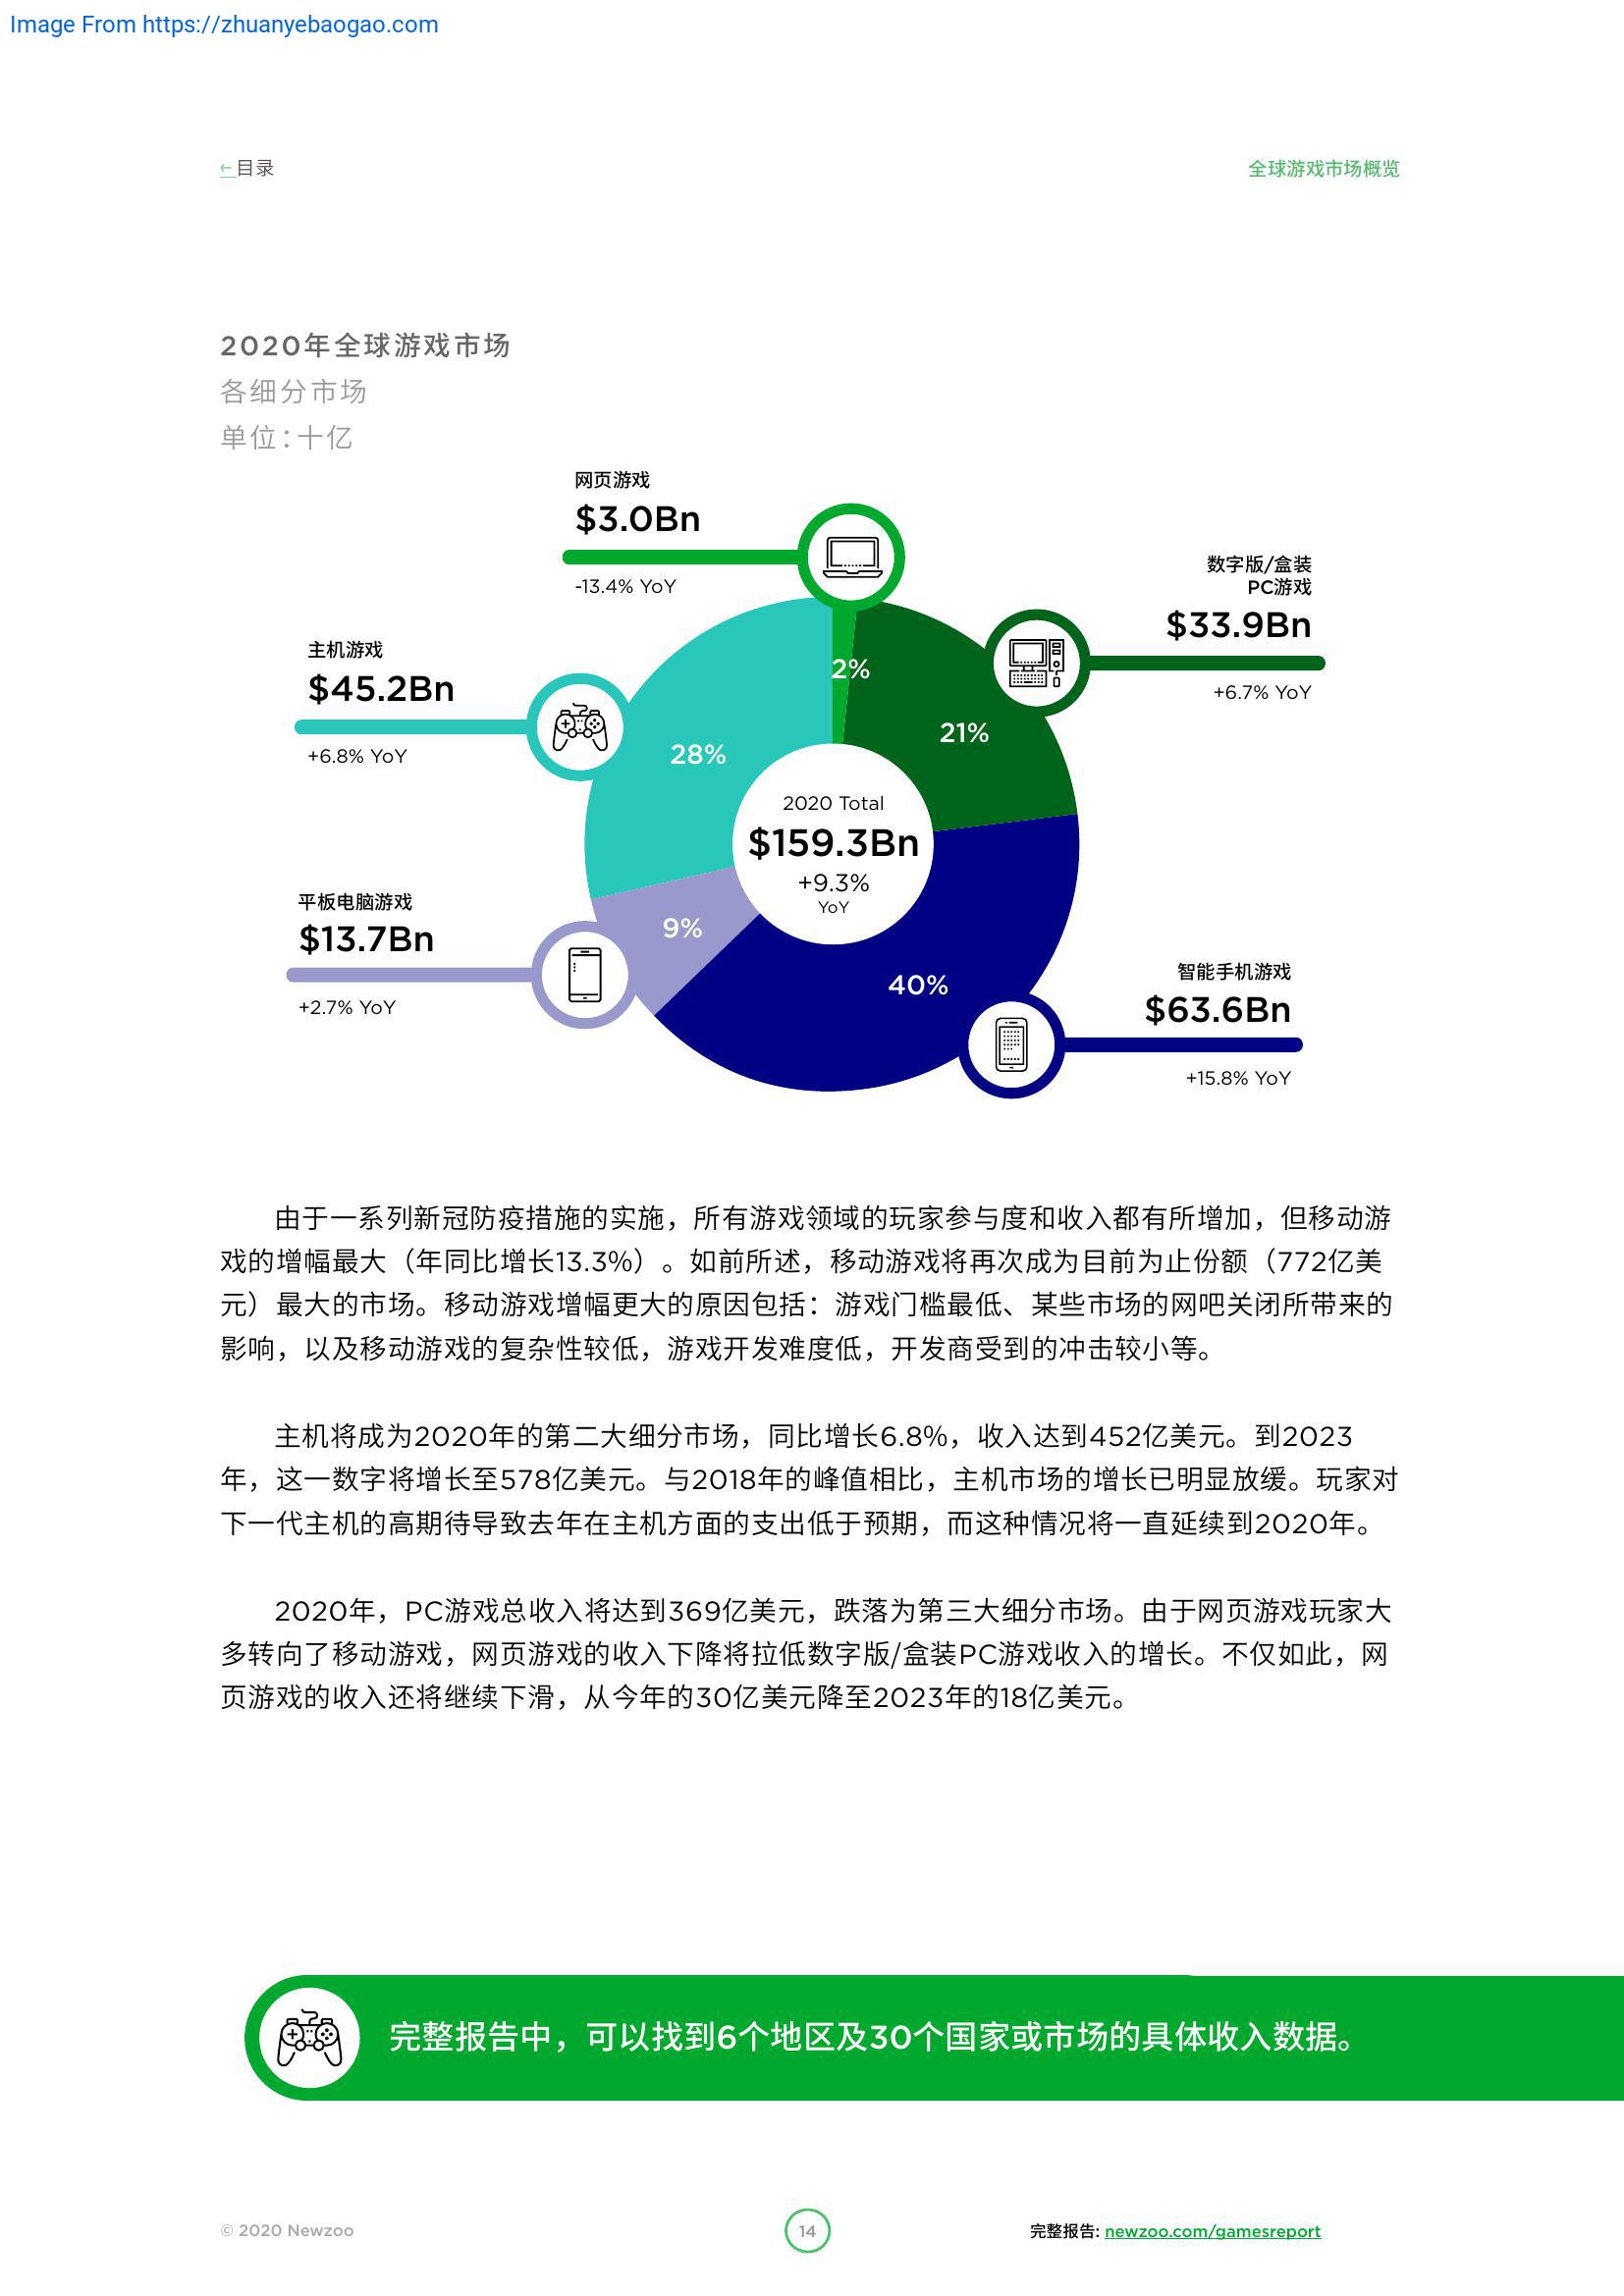 Image From https://zhuanyebaogao.com
←目录
全球游戏市场概览
2020年全球游戏市场
各细分市场
单位：十亿
网页游戏
$3.0Bn
-13.4% YoY
数字版/盒装
PC游戏
$33.9Bn
+6.7% YoY
主机游戏
$45.2Bn
+6.8% YoY
2%
21%
28%
2020 Total
$159.3Bn
+9.3%
YoY
平板电脑游戏
$13.7Bn
+2.7% YoY
9%
40%
智能手机游戏
$63.6Bn
+15.8% YoY
由于一系列新冠防疫措施的实施，所有游戏领域的玩家参与度和收入都有所增加，但移动游
戏的增幅最大（年同比增长13.3%）。如前所述，移动游戏将再次成为目前为止份额（772亿美
元）最大的市场。移动游戏增幅更大的原因包括：游戏门槛最低、某些市场的网吧关闭所带来的
影响，以及移动游戏的复杂性较低，游戏开发难度低，开发商受到的冲击较小等。
主机将成为2020年的第二大细分市场，同比增长6.8%，收入达到452亿美元。到2023
年，这一数字将增长至578亿美元。与2018年的峰值相比，主机市场的增长已明显放缓。玩家对
下一代主机的高期待导致去年在主机方面的支出低于预期，而这种情况将一直延续到2020年。
2020年，PC游戏总收入将达到369亿美元，跌落为第三大细分市场。由于网页游戏玩家大
多转向了移动游戏，网页游戏的收入下降将拉低数字版/盒装PC游戏收入的增长。不仅如此，网
页游戏的收入还将继续下滑，从今年的30亿美元降至2023年的18亿美元。
完整报告中，可以找到6个地区及30个国家或市场的具体收入数据。
© 2020 Newzoo
14
完整报告: newzoo.com/gamesreport